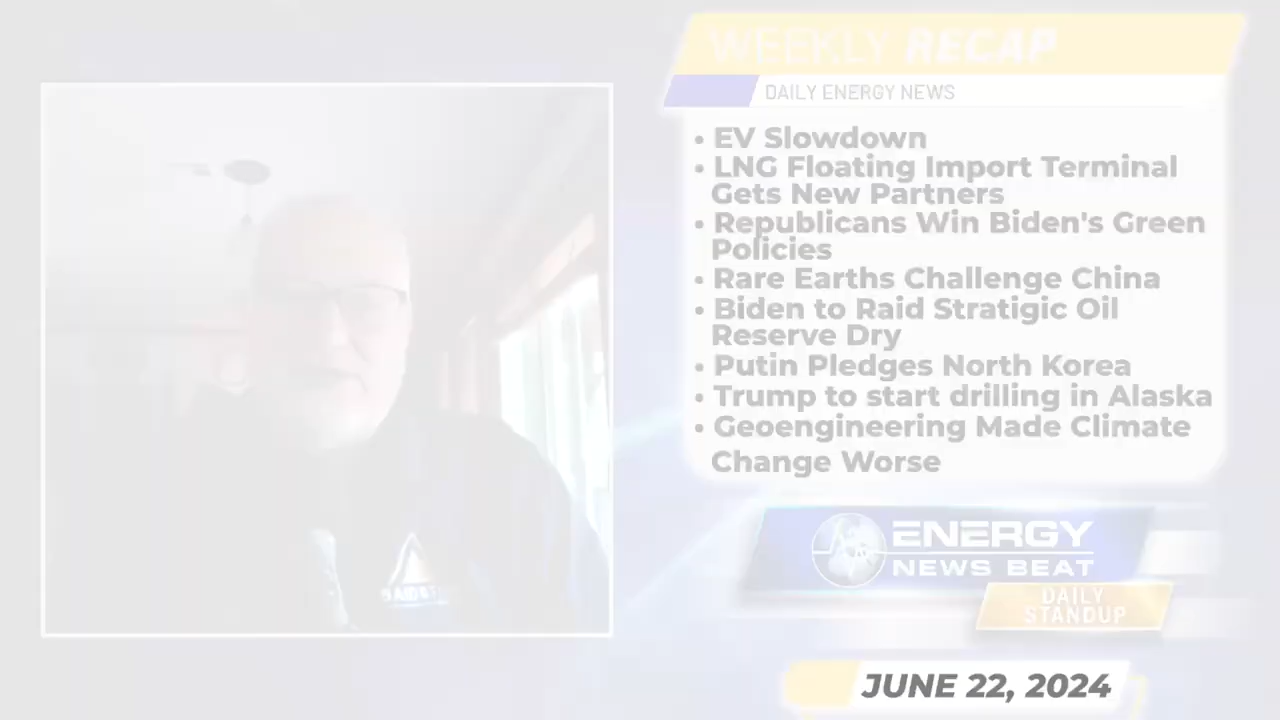 WEEKLY RECAP
DAILY ENERGY NEWS
• EV Slowdown
• LNG Floating Import Terminal
Gets New Partners
• Republicans Win Biden's Green
Policies
• Rare Earths Challenge China
• Biden to Raid Stratigic Oil
Reserve Dry
• Putin Pledges North Korea
• Trump to start drilling in Alaska
• Geoengineering Made Climate
Change Worse
ENERGY
NEWS BEAT
DAILY
STANDUP
JUNE 22, 2024